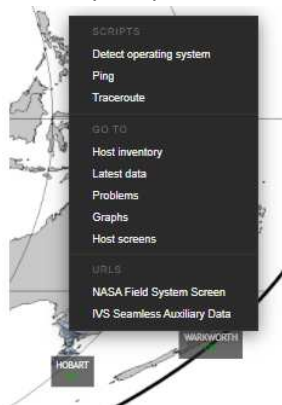 SCRIPTS
Detect operating system
Ping
Traceroute
GO TO
Host inventory
Latest data
Problems
Graphs
Host screens
URLS
NASA Field System Screen
IVS Seamless Auxiliary Data
WARKWORTH
HOBART